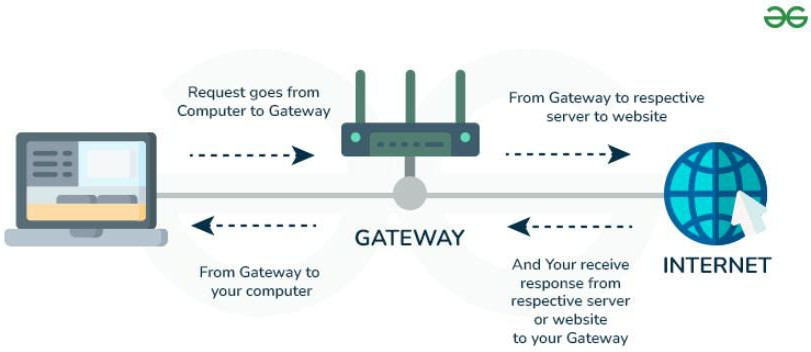 Request goes from
Computer to Gateway
From Gateway to respective
server to website
GATEWAY
INTERNET
From Gateway to
your computer
And Your receive
response from
respective server
or website
to your Gateway